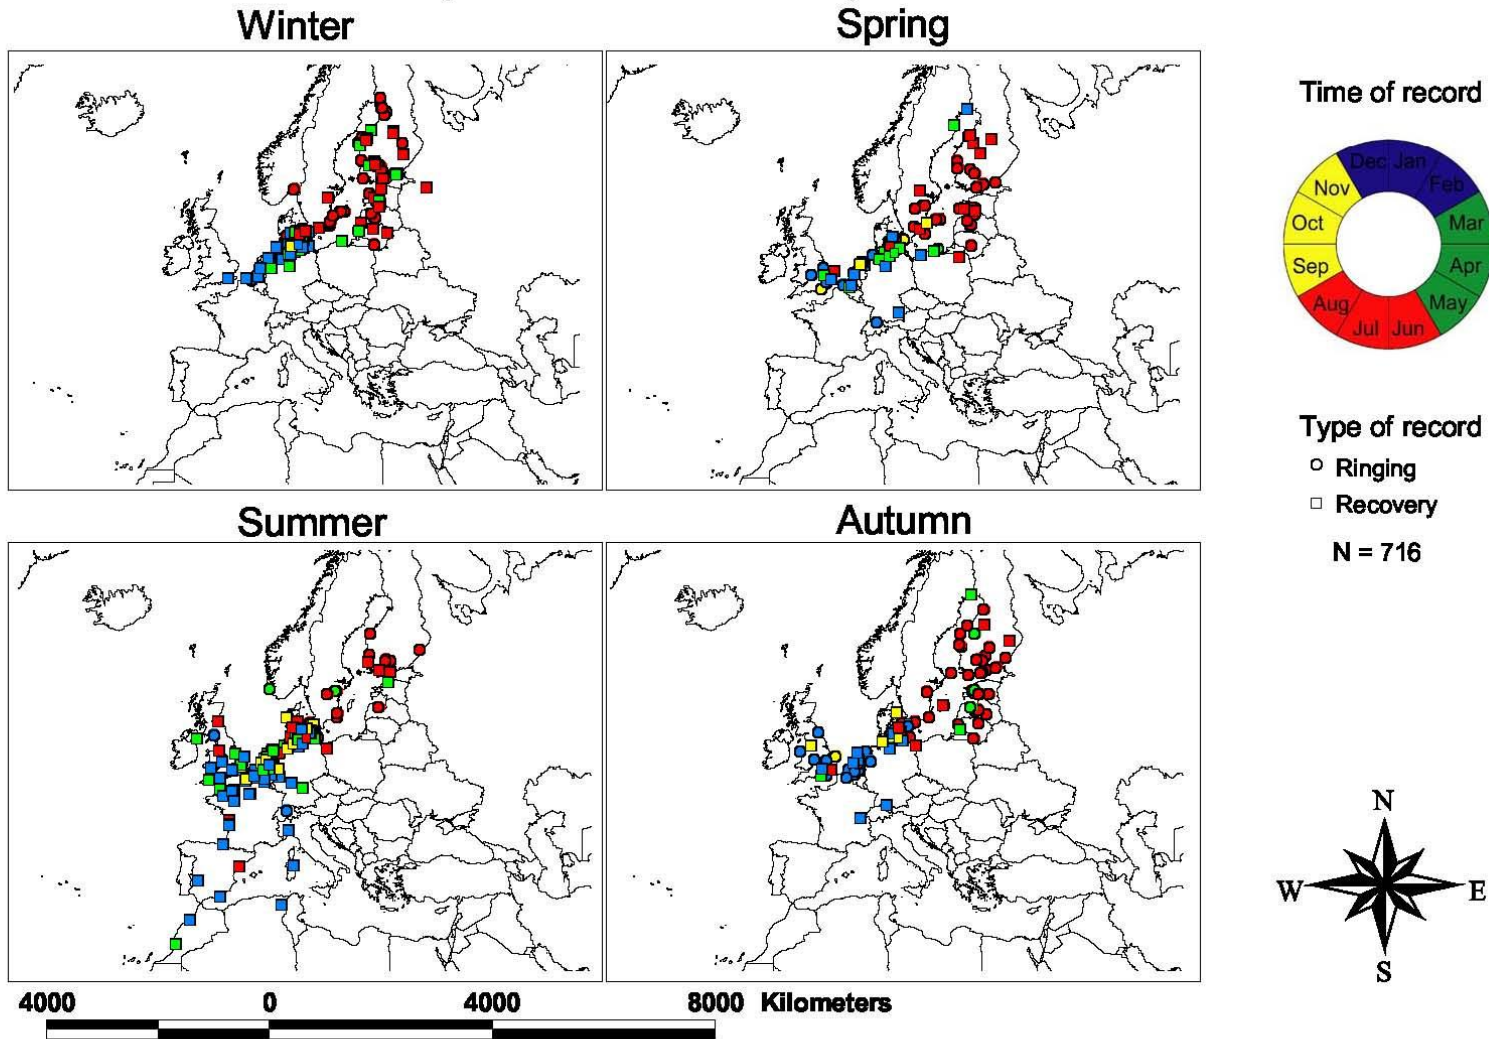 Winter
Spring
Time of record
Dec
Jan
Feb
Mar
Apr
May
Jun
Jul
Aug
Sep
Oct
Nov
Type of record
Ringing
Recovery
N = 716
Summer
Autumn
N
W
E
S
4000 0 4000 8000 Kilometers